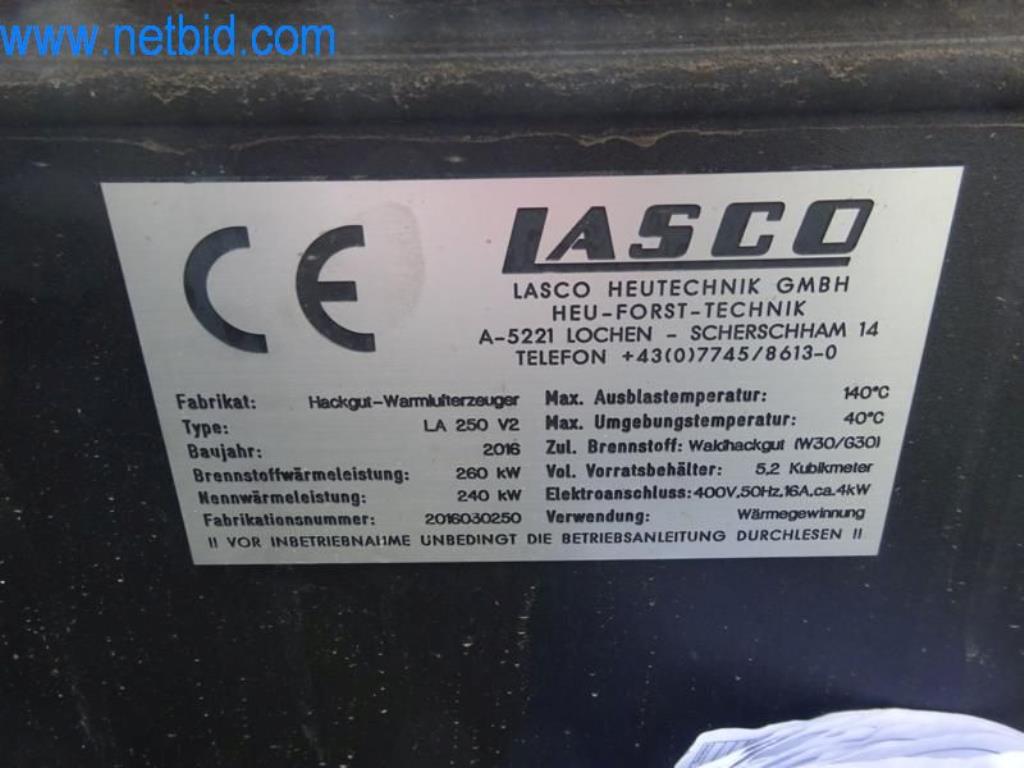 www.netbid.com
CE
LASCO
LASCO HEUTECHNIK GMBH
HEU-FORST-TECHNIK
A-5221 LOCHEN - SCHERSCHHAM 14
TELEFON +43(0)7745/8613-0
Fabrikat: Hackgut-Warmlufterzeuger
Type: LA 250 V2
Baujahr: 2016
Brennstoffwärmeleistung: 260 kW
Nennwärmeleistung: 240 kW
Fabrikationsnummer: 2016030250
Max. Ausblastemperatur: 140°C
Max. Umgebungstemperatur: 40°C
Zul. Brennstoff: Waldhackgut (W30/G30)
Vol. Vorratsbehälter: 5,2 Kubikmeter
Elektroanschluss: 400V,50Hz,16A,ca.4kW
Verwendung: Wärmegewinnung
!! VOR INBETRIEBNAHME UNBEDINGT DIE BETRIEBSANLEITUNG DURCHLESEN !!